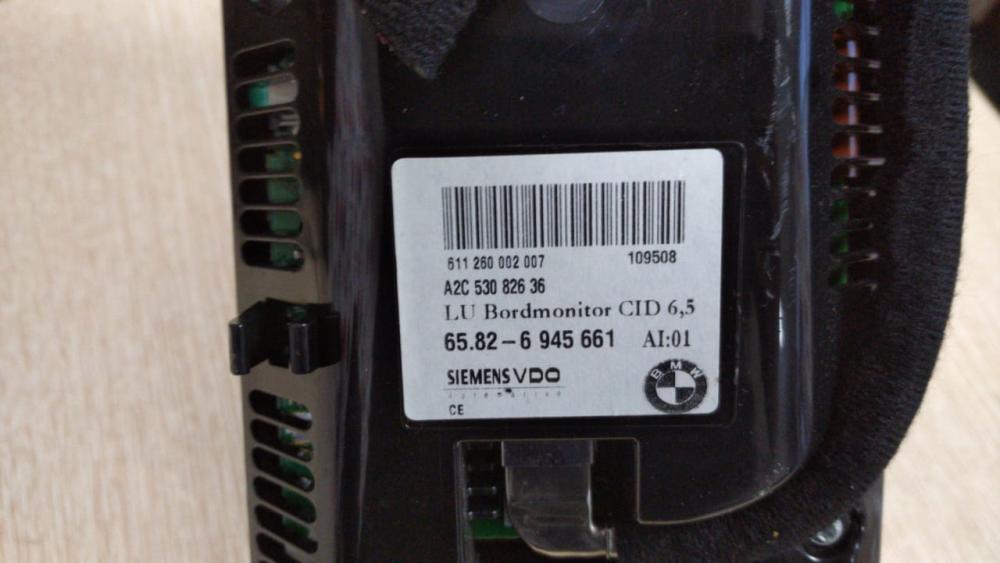 611 260 002 007 109508
A2C 530 826 36
LU Bordmonitor CID 6,5
65.82-6 945 661 AI:01
SIEMENS VDO
BMW
CE